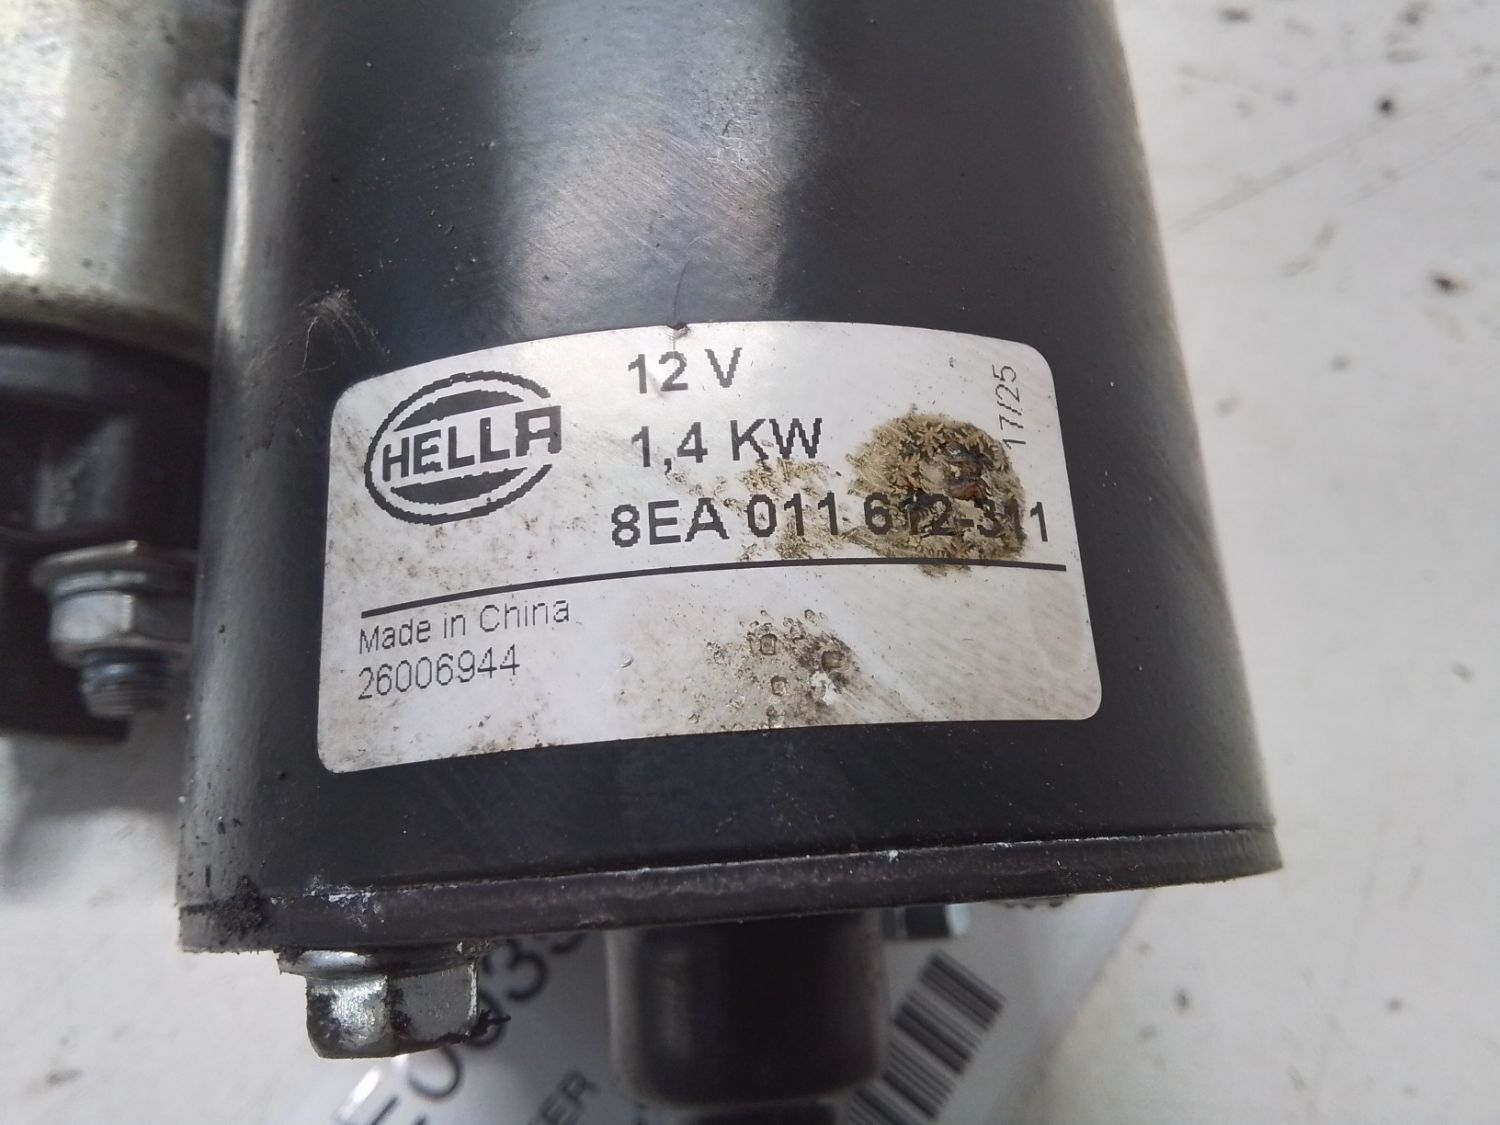 HELLA
12 V
1,4 KW
8EA 011 612-311
17/25
Made in China
26006944